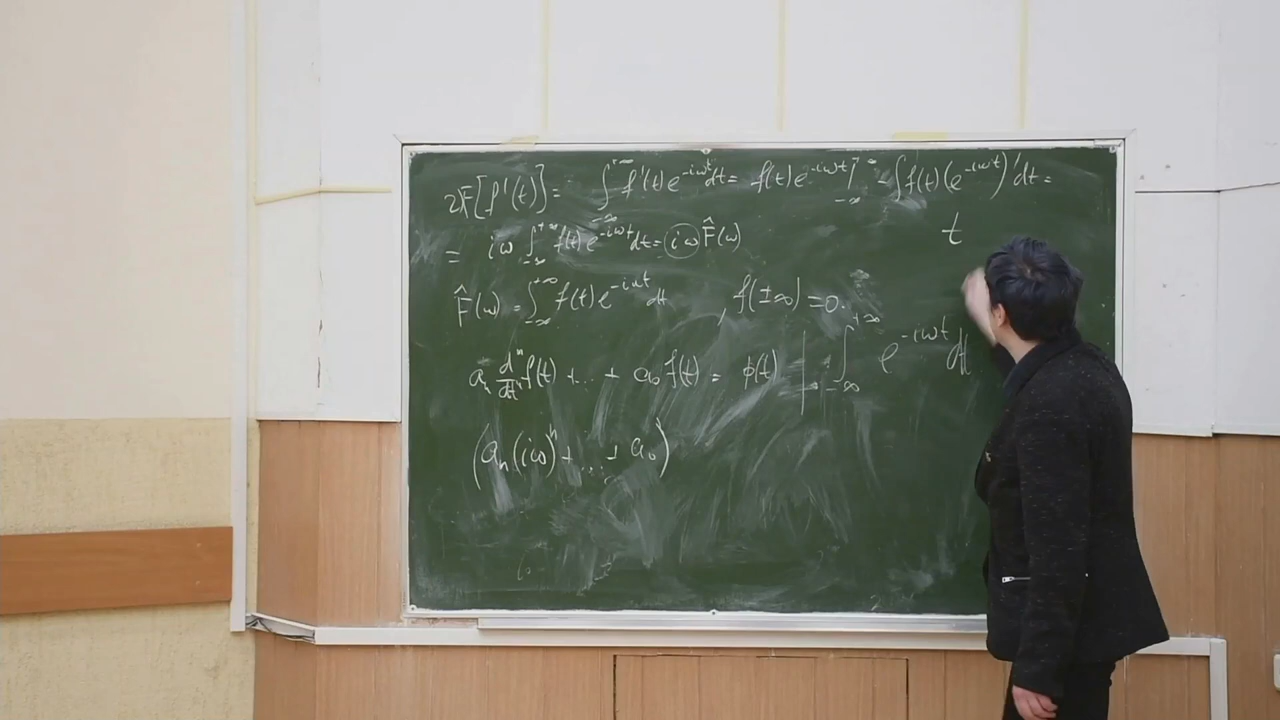 2F[f'(t)] = ∫_{-∞}^{+∞} f'(t)e^{-iωt}dt = f(t)e^{-iωt}|_{-∞}^{∞} - ∫f(t)(e^{-iωt})'dt =
= iω ∫_{-∞}^{+∞} f(t)e^{-iωt}dt = iω F̂(ω)
t
F̂(ω) = ∫_{-∞}^{+∞} f(t)e^{-iωt}dt , f(±∞) = 0.
a_n d^n/dt^n f(t) + ... + a_0 f(t) = φ(t) | ∫_{-∞}^{+∞} e^{-iωt}dt
(a_n(iω)^n + ... + a_0)